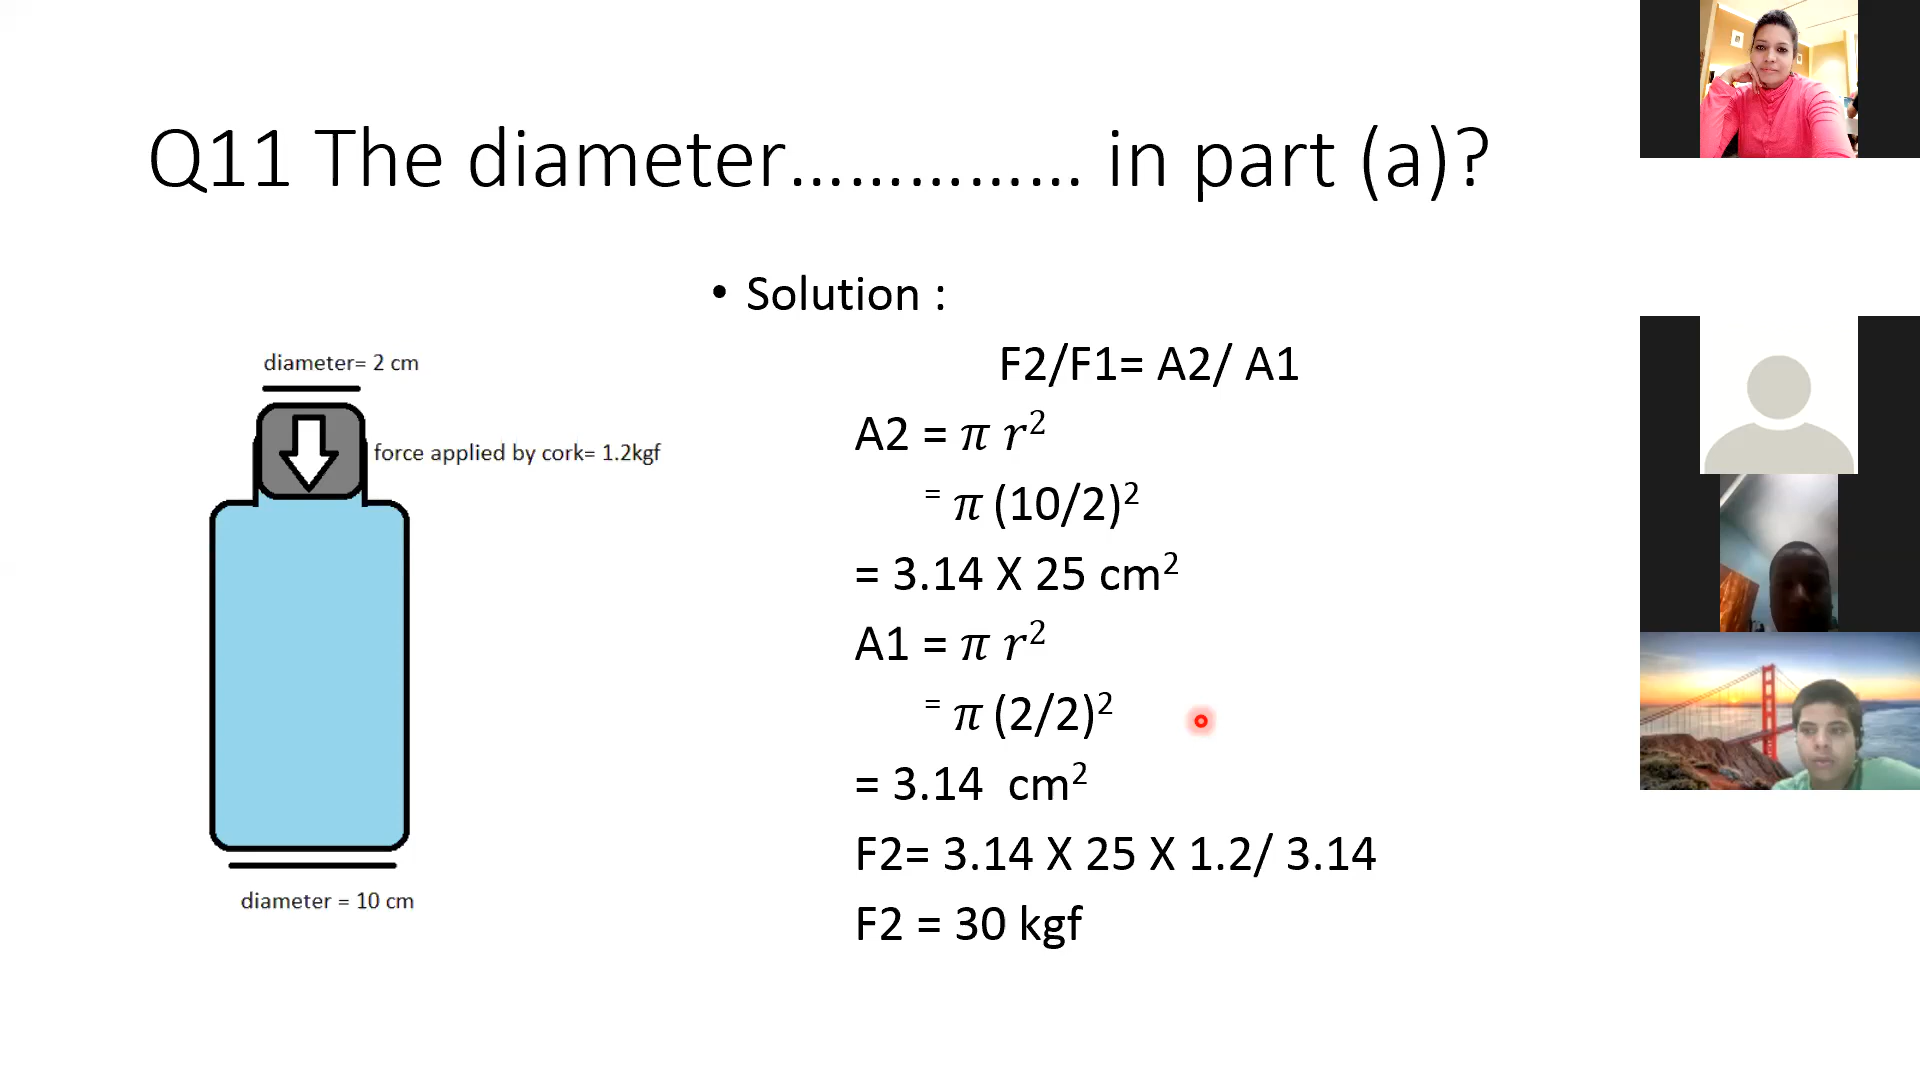 Q11 The diameter…………… in part (a)?
diameter= 2 cm
force applied by cork= 1.2kgf
diameter = 10 cm
• Solution :
F2/F1= A2/ A1
A2 = 𝜋 𝑟²
= 𝜋 (10/2)²
= 3.14 X 25 cm²
A1 = 𝜋 𝑟²
= 𝜋 (2/2)²
= 3.14  cm²
F2= 3.14 X 25 X 1.2/ 3.14
F2 = 30 kgf